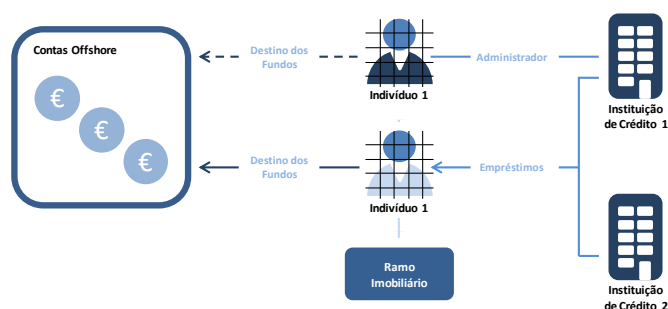 Contas Offshore
€
€
€
Destino dos
Fundos
Indivíduo 1
Administrador
Instituição
de Crédito 1
Destino dos
Fundos
Indivíduo 1
Empréstimos
Ramo
Imobiliário
Instituição
de Crédito 2